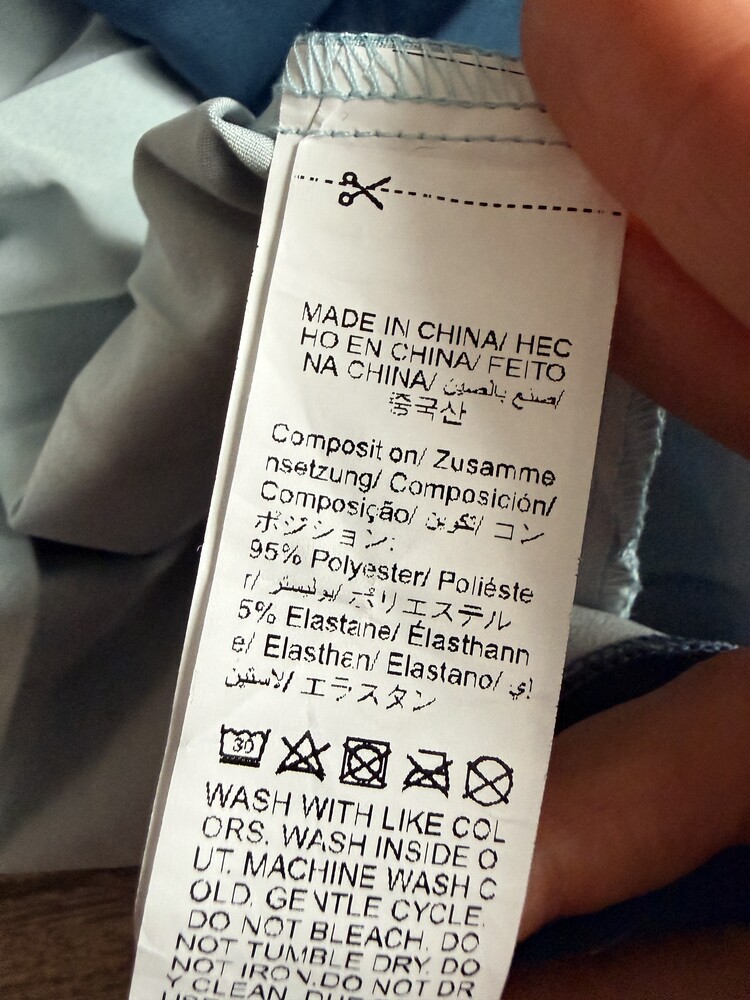 MADE IN CHINA/ HEC
HO EN CHINA/ FEITO
NA CHINA/ صنع بالصين/
중국산
Composit on/ Zusamme
nsetzung/ Composición/
Composição/ تكوين/ コン
ポジション:
95% Polyester/ Poliéste
r/ بوليستر/ ポリエステル
5% Elastane/ Élasthann
e/ Elasthan/ Elastano/ إي
لاستين/ エラスタン
30
WASH WITH LIKE COL
ORS. WASH INSIDE O
UT. MACHINE WASH C
OLD, GENTLE CYCLE.
DO NOT BLEACH. DO
NOT TUMBLE DRY. DO
NOT IRON.DO NOT DR
Y CLEAN.